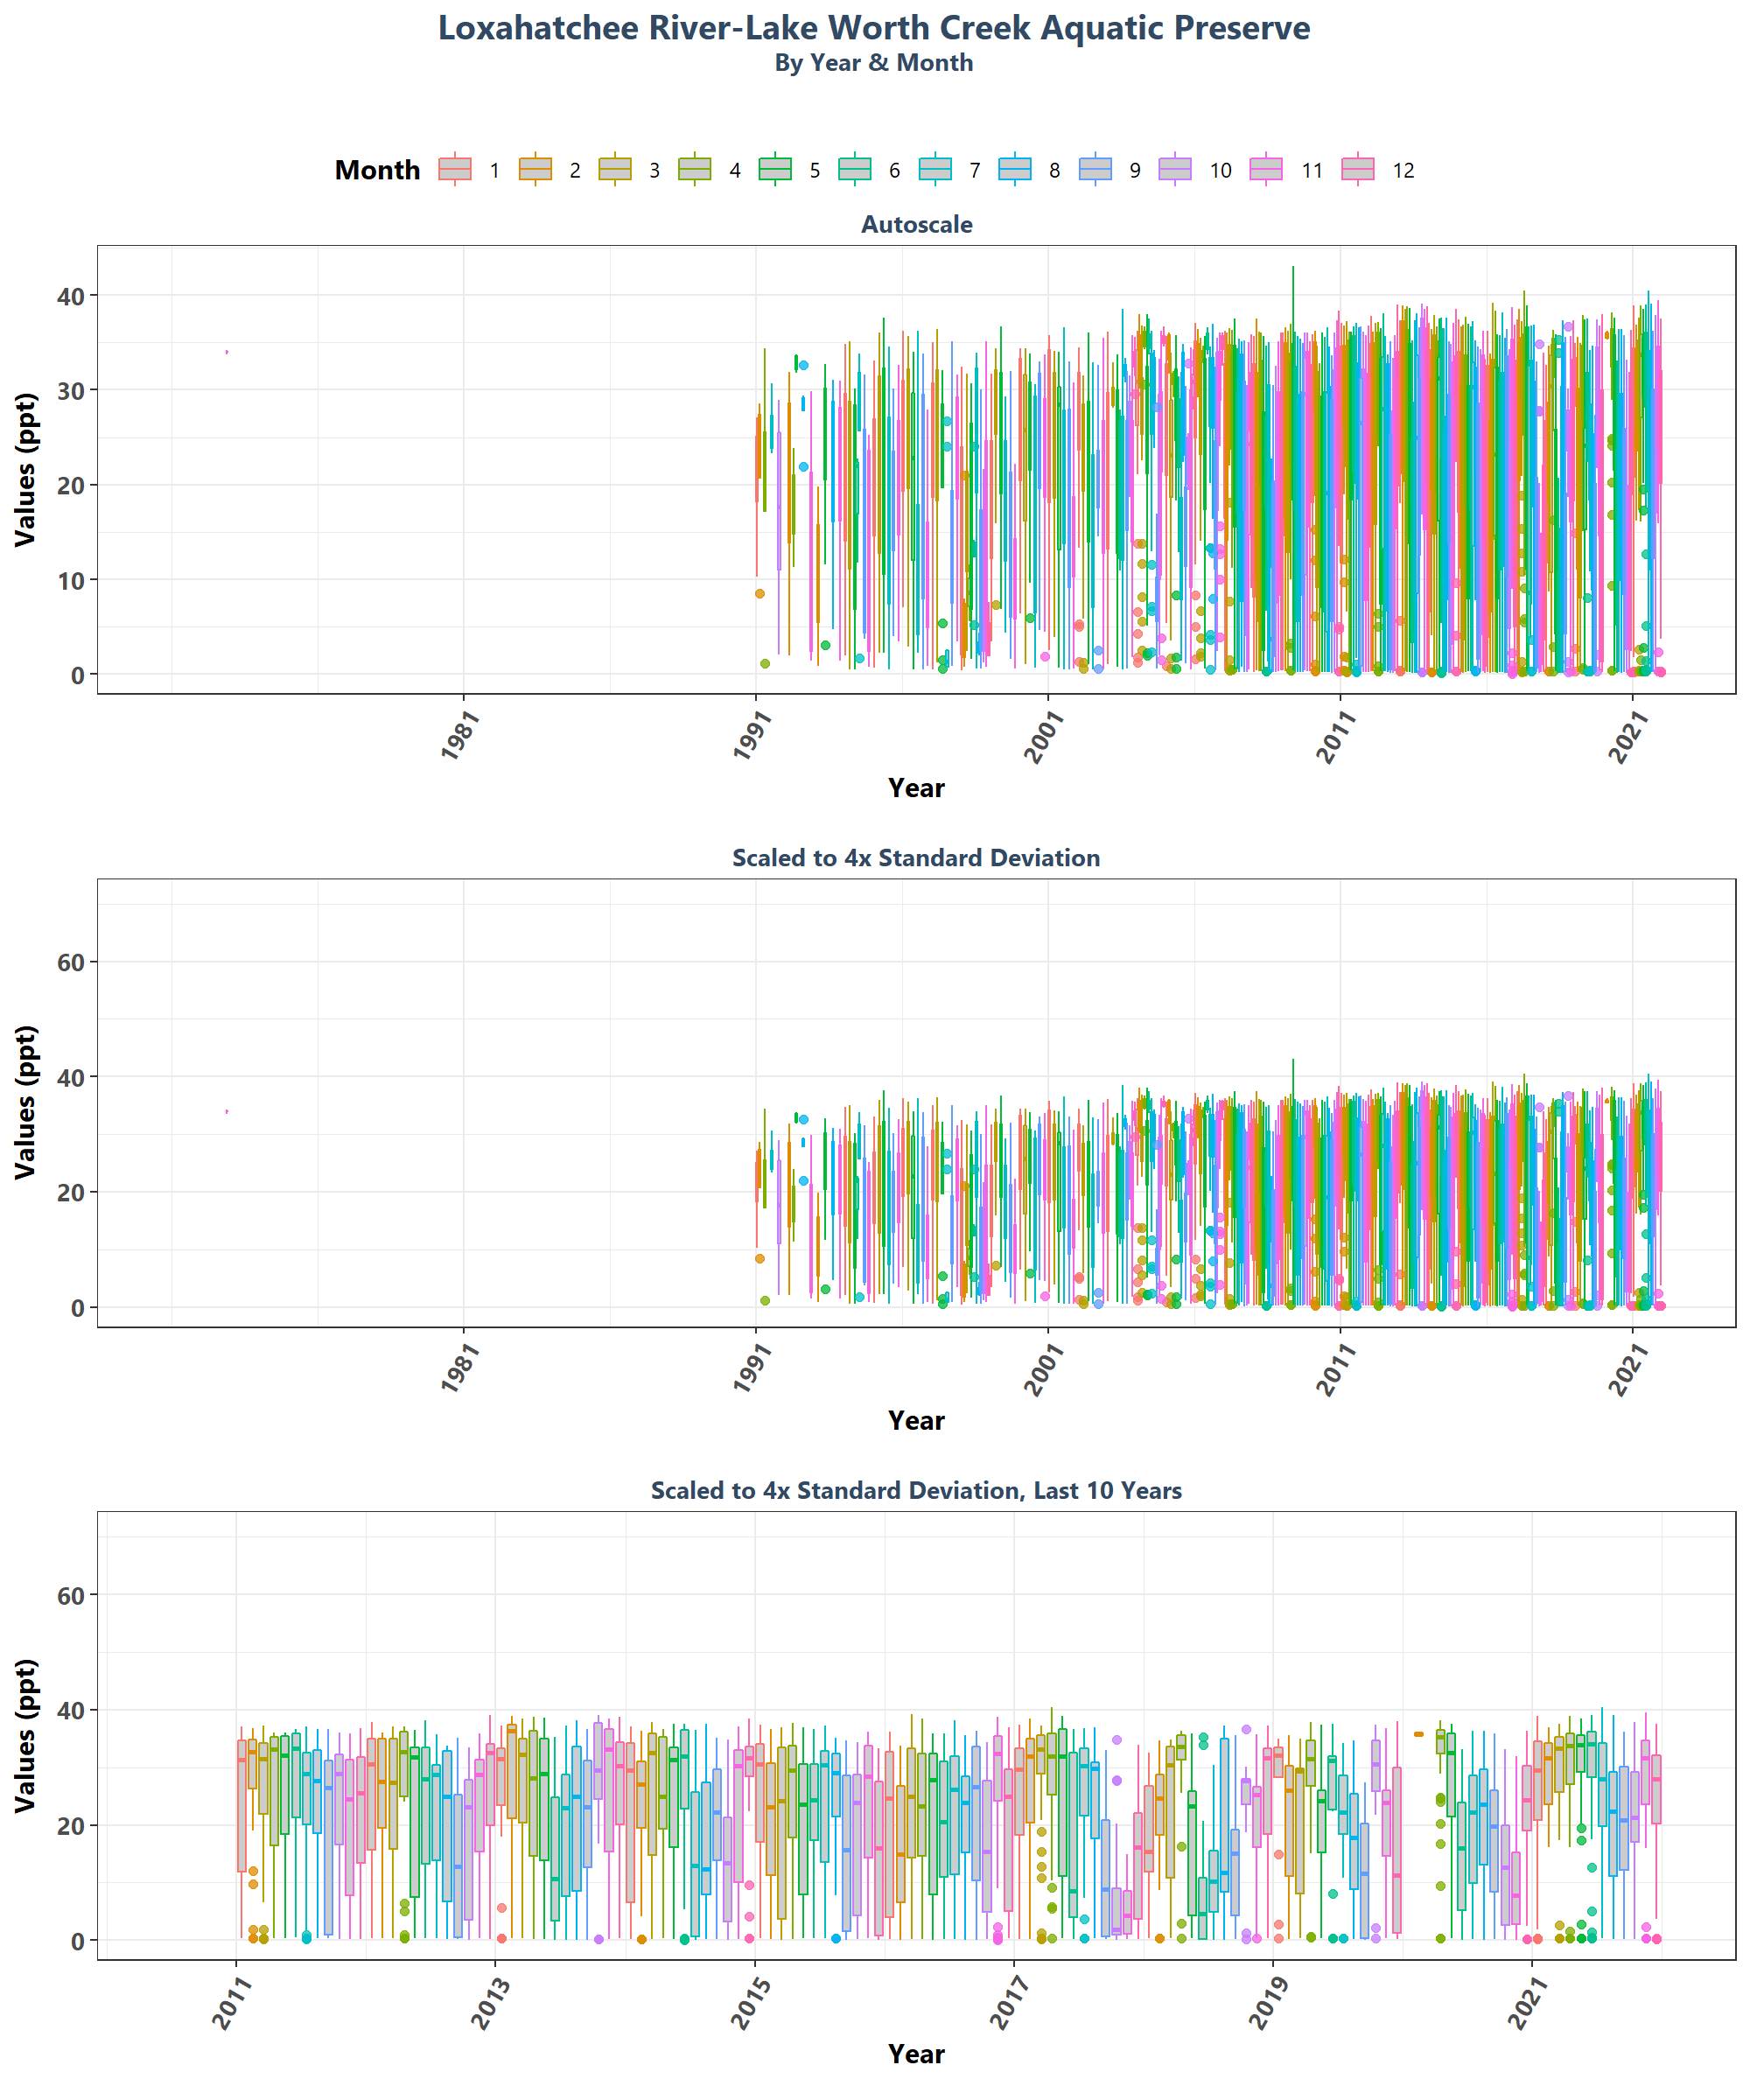 Loxahatchee River-Lake Worth Creek Aquatic Preserve
By Year & Month
Month 1 2 3 4 5 6 7 8 9 10 11 12
Autoscale
Values (ppt)
40
30
20
10
0
1981 1991 2001 2011 2021
Year
Scaled to 4x Standard Deviation
Values (ppt)
60
40
20
0
1981 1991 2001 2011 2021
Year
Scaled to 4x Standard Deviation, Last 10 Years
Values (ppt)
60
40
20
0
2011 2013 2015 2017 2019 2021
Year